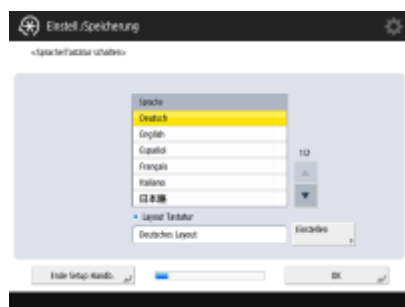 Einstell./Speicherung
<Sprache/Tastatur schalten>
Sprache
Deutsch
English
Español
Français
Italiano
日本語
1/2
Layout Tastatur
Deutsches Layout
Einstellen
Ende Setup-Handb.
OK